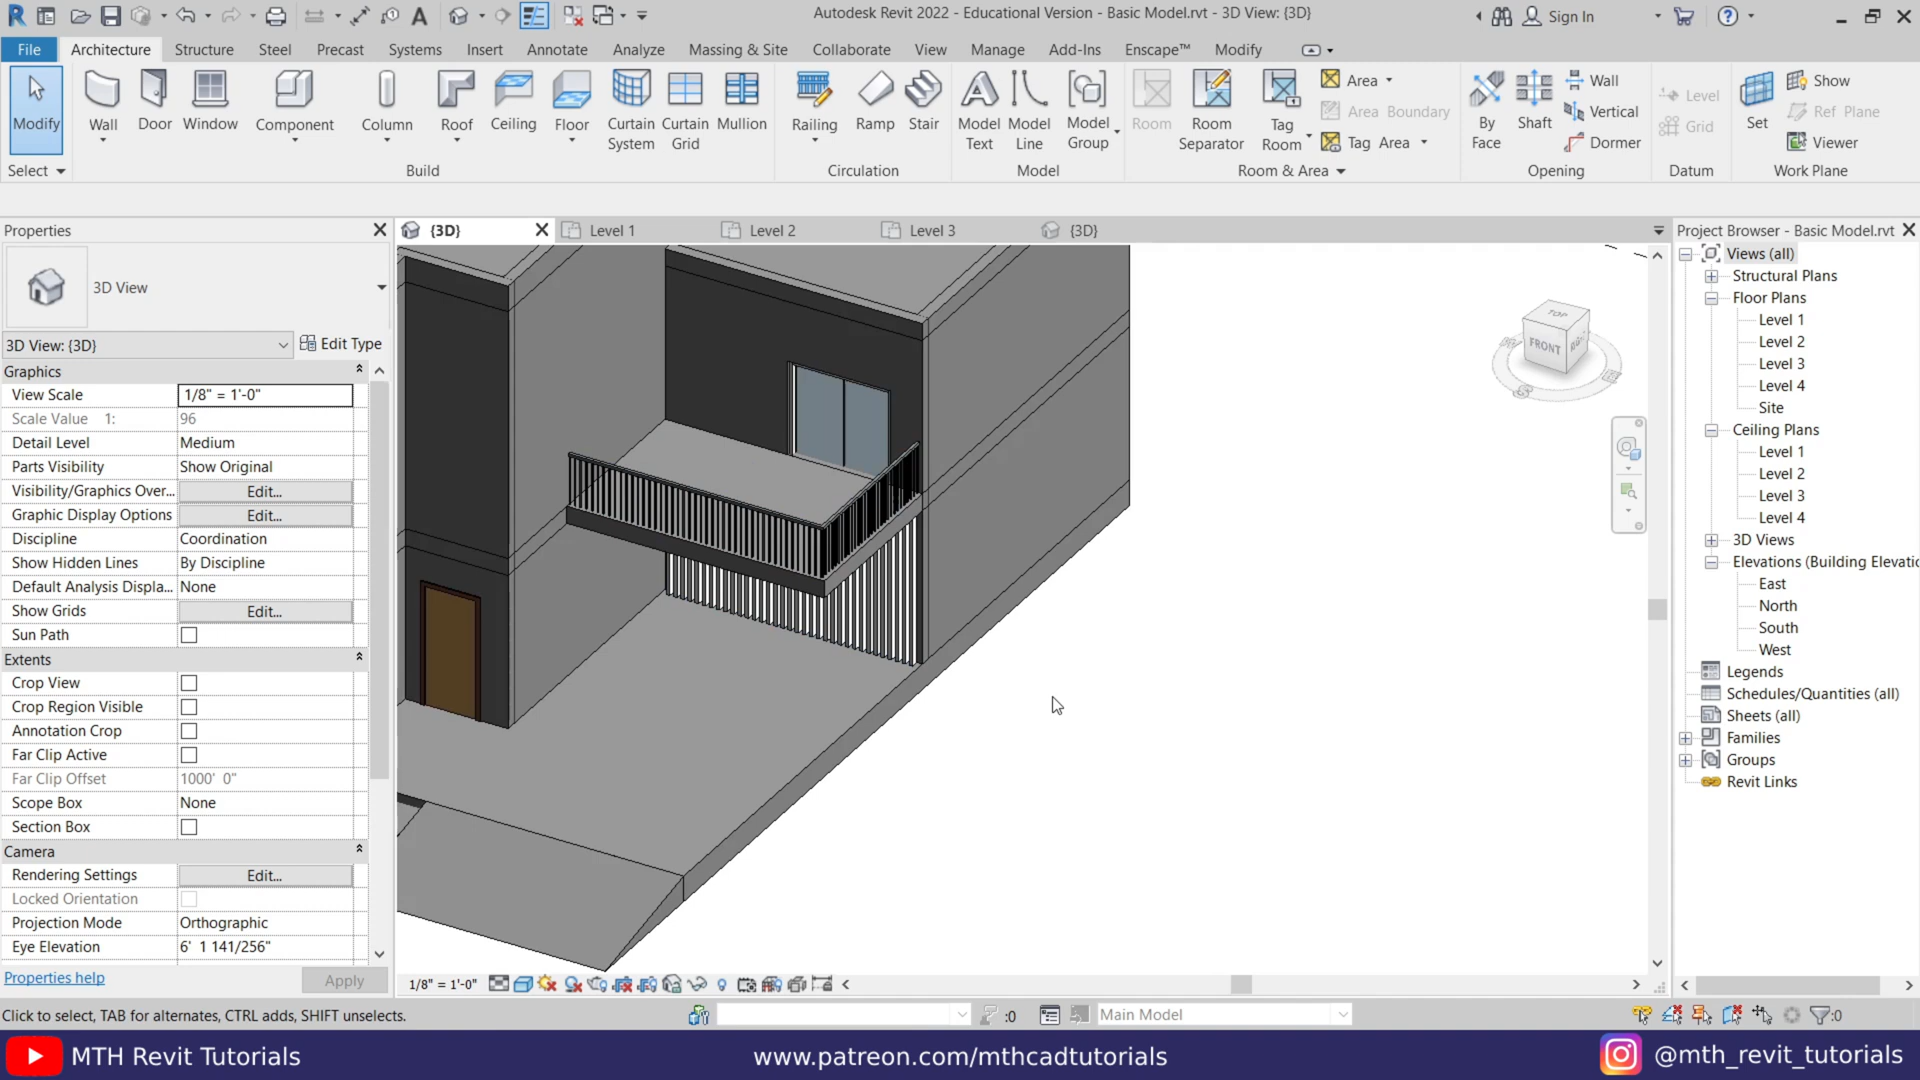 Autodesk Revit 2022 - Educational Version - Basic Model.rvt - 3D View: {3D}
Sign In
File
Architecture
Structure
Steel
Precast
Systems
Insert
Annotate
Analyze
Massing & Site
Collaborate
View
Manage
Add-Ins
Enscape™
Modify
Modify
Wall
Door
Window
Component
Column
Roof
Ceiling
Floor
Curtain System
Curtain Grid
Mullion
Railing
Ramp
Stair
Model Text
Model Line
Model Group
Room
Room Separator
Tag Room
Area
Area Boundary
Tag Area
By Face
Shaft
Wall
Vertical
Dormer
Level
Grid
Set
Show
Ref Plane
Viewer
Select
Build
Circulation
Model
Room & Area
Opening
Datum
Work Plane
Properties
{3D}
Level 1
Level 2
Level 3
{3D}
Project Browser - Basic Model.rvt
3D View
3D View: {3D}
Edit Type
Graphics
View Scale 1/8" = 1'-0"
Scale Value 1: 96
Detail Level Medium
Parts Visibility Show Original
Visibility/Graphics Over... Edit...
Graphic Display Options Edit...
Discipline Coordination
Show Hidden Lines By Discipline
Default Analysis Displa... None
Show Grids Edit...
Sun Path
Extents
Crop View
Crop Region Visible
Annotation Crop
Far Clip Active
Far Clip Offset 1000' 0"
Scope Box None
Section Box
Camera
Rendering Settings Edit...
Locked Orientation
Projection Mode Orthographic
Eye Elevation 6' 1 141/256"
Properties help
Apply
TOP
FRONT
Views (all)
Structural Plans
Floor Plans
Level 1
Level 2
Level 3
Level 4
Site
Ceiling Plans
Level 1
Level 2
Level 3
Level 4
3D Views
Elevations (Building Elevatio
East
North
South
West
Legends
Schedules/Quantities (all)
Sheets (all)
Families
Groups
Revit Links
1/8" = 1'-0"
Click to select, TAB for alternates, CTRL adds, SHIFT unselects.
:0
Main Model
:0
MTH Revit Tutorials
www.patreon.com/mthcadtutorials
@mth_revit_tutorials